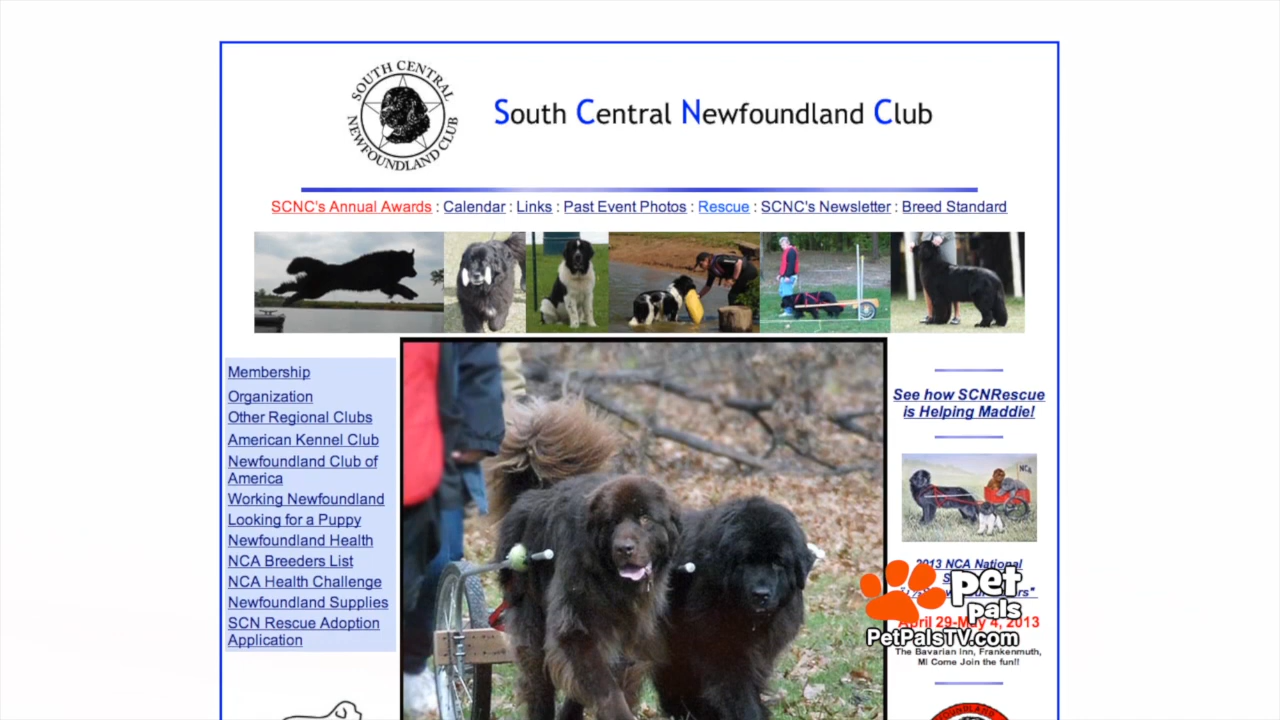 SOUTH CENTRAL
NEWFOUNDLAND CLUB
South Central Newfoundland Club
SCNC's Annual Awards : Calendar : Links : Past Event Photos : Rescue : SCNC's Newsletter : Breed Standard
Membership
Organization
Other Regional Clubs
American Kennel Club
Newfoundland Club of
America
Working Newfoundland
Looking for a Puppy
Newfoundland Health
NCA Breeders List
NCA Health Challenge
Newfoundland Supplies
SCN Rescue Adoption
Application
See how SCNRescue
is Helping Maddie!
NCA
2013 NCA National
April 29-May 4, 2013
The Bavarian Inn, Frankenmuth,
MI Come Join the fun!!
pet
pals
PetPalsTV.com